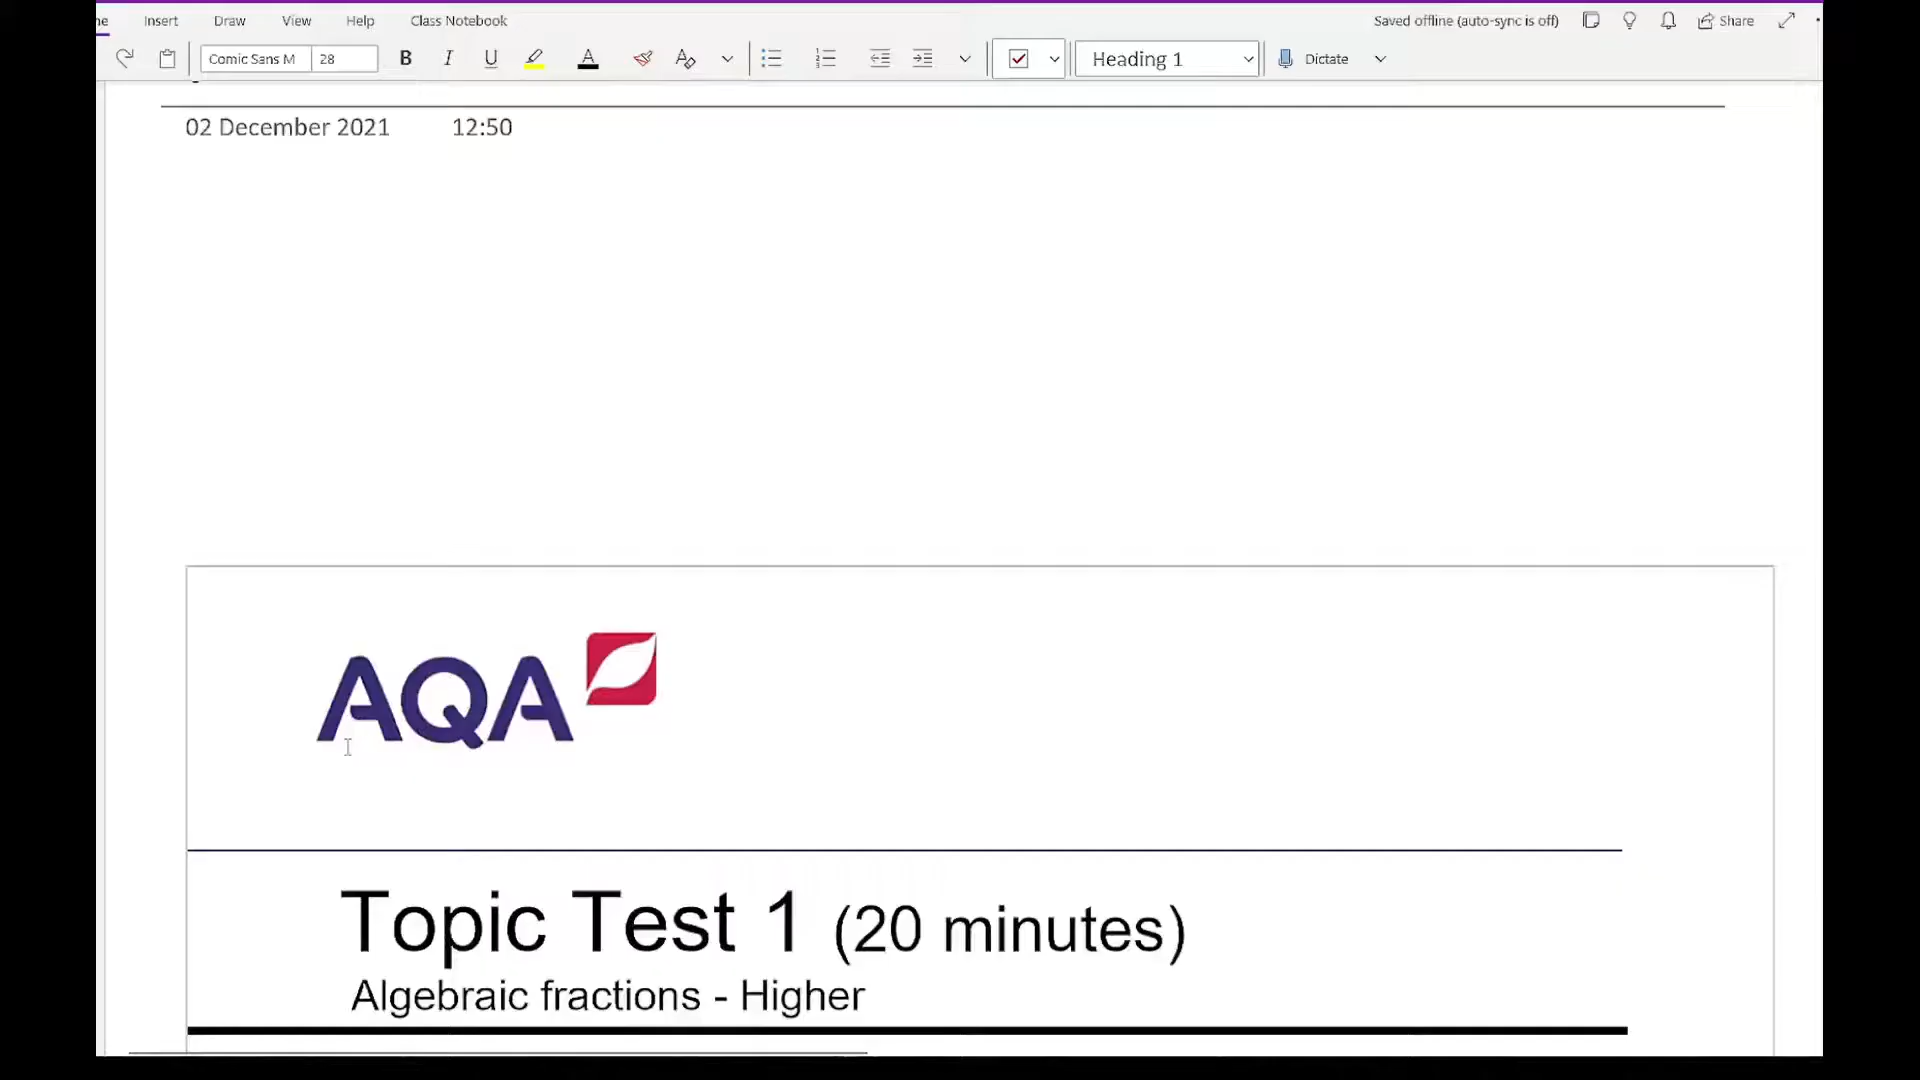 Insert Draw View Help Class Notebook Saved offline (auto-sync is off) Share
Comic Sans M 28 B I U A Heading 1 Dictate
02 December 2021 12:50
AQA
Topic Test 1 (20 minutes)
Algebraic fractions - Higher